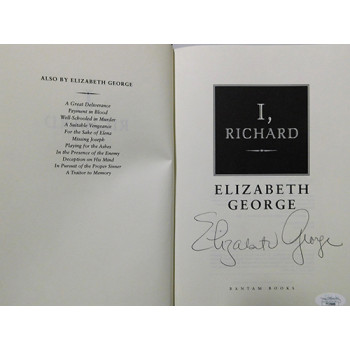 ALSO BY ELIZABETH GEORGE
A Great Deliverance
Payment in Blood
Well-Schooled in Murder
A Suitable Vengeance
For the Sake of Elena
Missing Joseph
Playing for the Ashes
In the Presence of the Enemy
Deception on His Mind
In Pursuit of the Proper Sinner
A Traitor to Memory
I,
RICHARD
ELIZABETH
GEORGE
Elizabeth George
BANTAM BOOKS